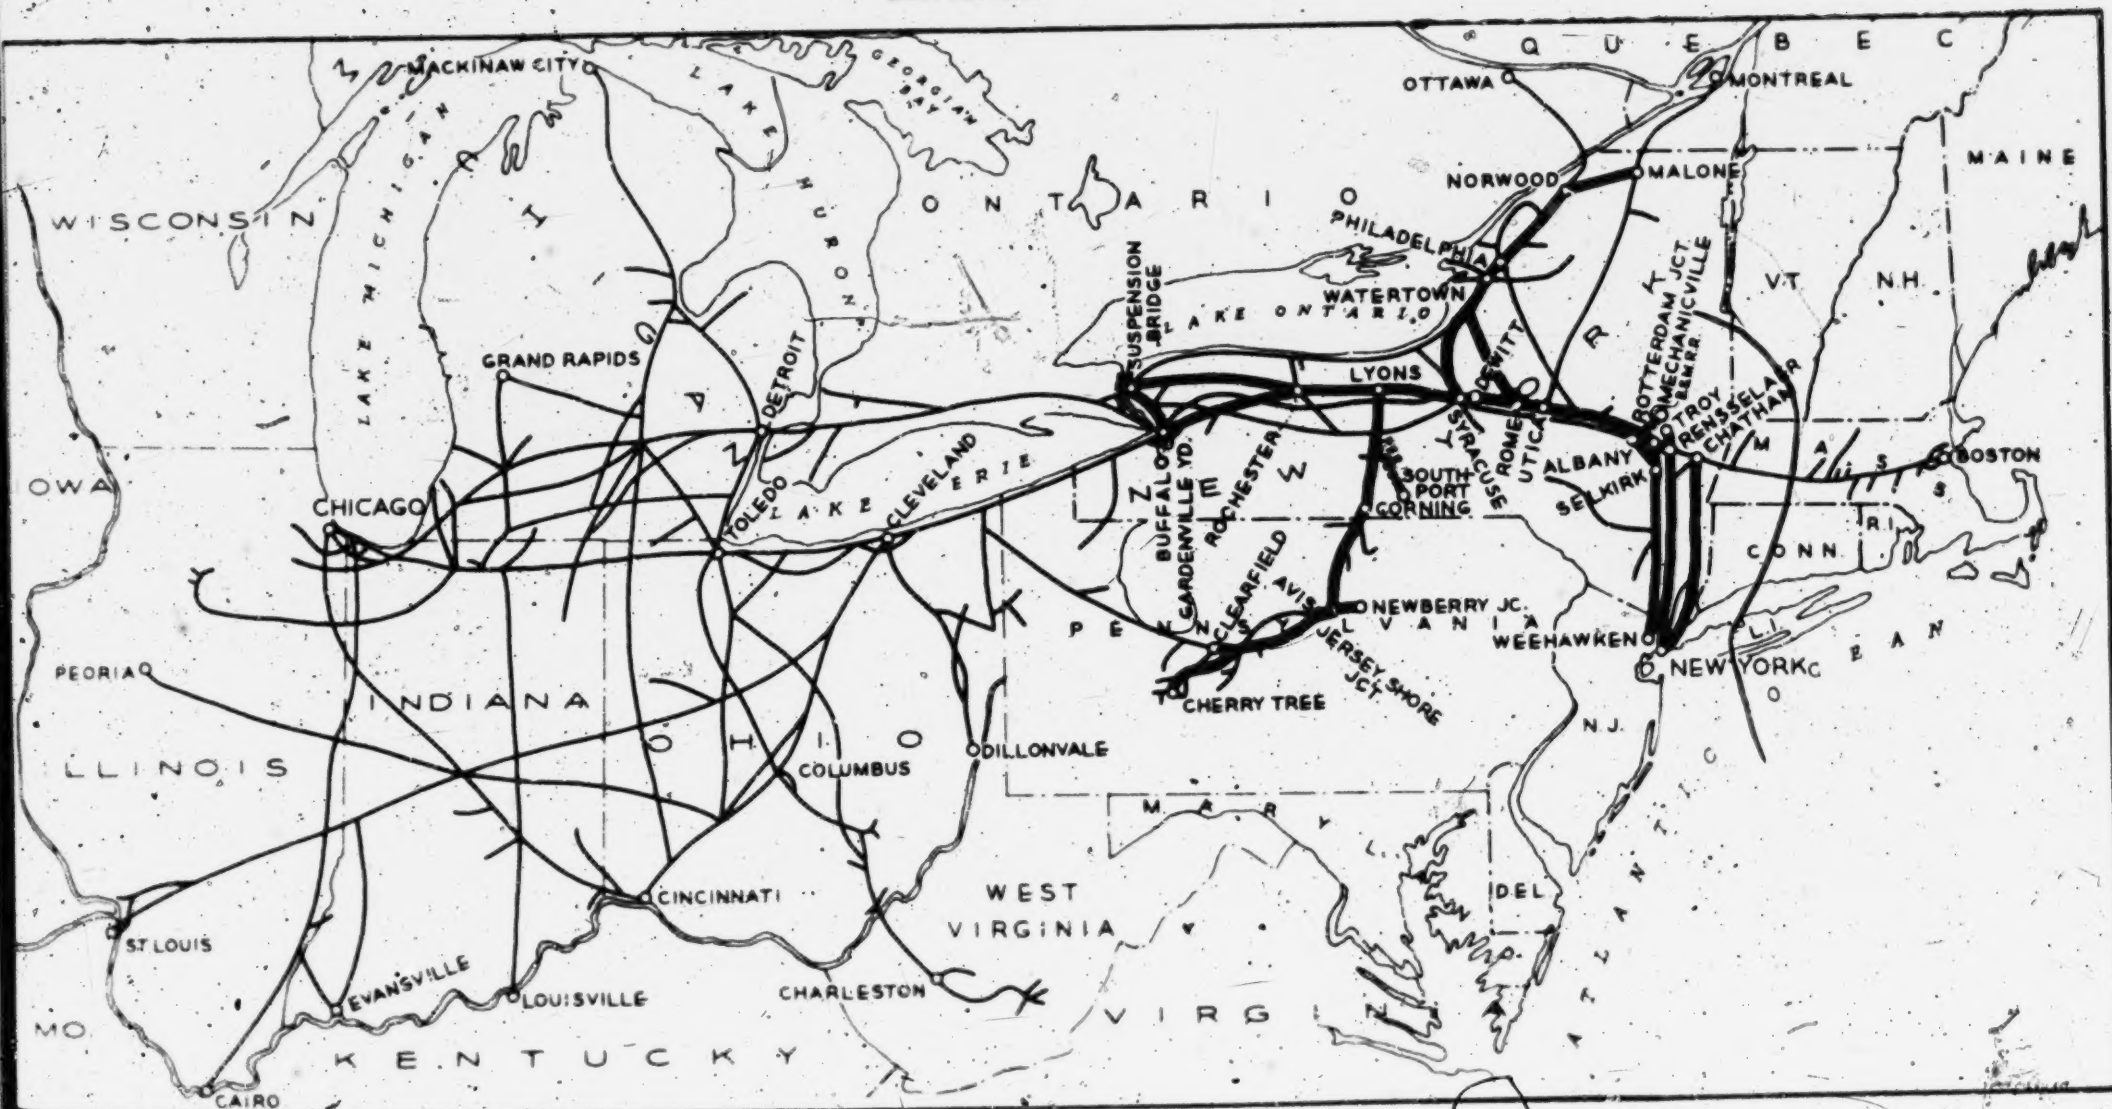 QUEBEC
MACKINAW CITY
LAKE HURON
GEORGIAN BAY
OTTAWA
MONTREAL
LAKE MICHIGAN
MAINE
NORWOOD
MALONE
WISCONSIN
ONTARIO
PHILADELPHIA
SUSPENSION
BRIDGE
ROTTERDAM JCT
MECHANICVILLE
B.& M.R.R.
VT.
N.H.
WATERTOWN
LAKE ONTARIO
GRAND RAPIDS
DETROIT
LYONS
DEWITT
TROY
RENSSELAER
CHATHAM
MASS
BOSTON
SYRACUSE
ROME
UTICA
ALBANY
SELKIRK
IOWA
CHICAGO
TOLEDO
LAKE ERIE
CLEVELAND
BUFFALO
GARDENVILLE YD.
ROCHESTER
NEW YORK
SOUTH
PORT
CORNING
R.I.
CONN.
CLEARFIELD
AVIS
NEWBERRY JC.
PENNSYLVANIA
JERSEY SHORE
JCT.
WEEHAWKEN
L.I.
NEW YORK
ATLANTIC OCEAN
PEORIA
INDIANA
CHERRY TREE
N.J.
ILLINOIS
OHIO
COLUMBUS
DILLONVALE
MARYL
CINCINNATI
WEST
VIRGINIA
DEL.
ST. LOUIS
EVANSVILLE
LOUISVILLE
CHARLESTON
VIRGINIA
MO.
KENTUCKY
CAIRO